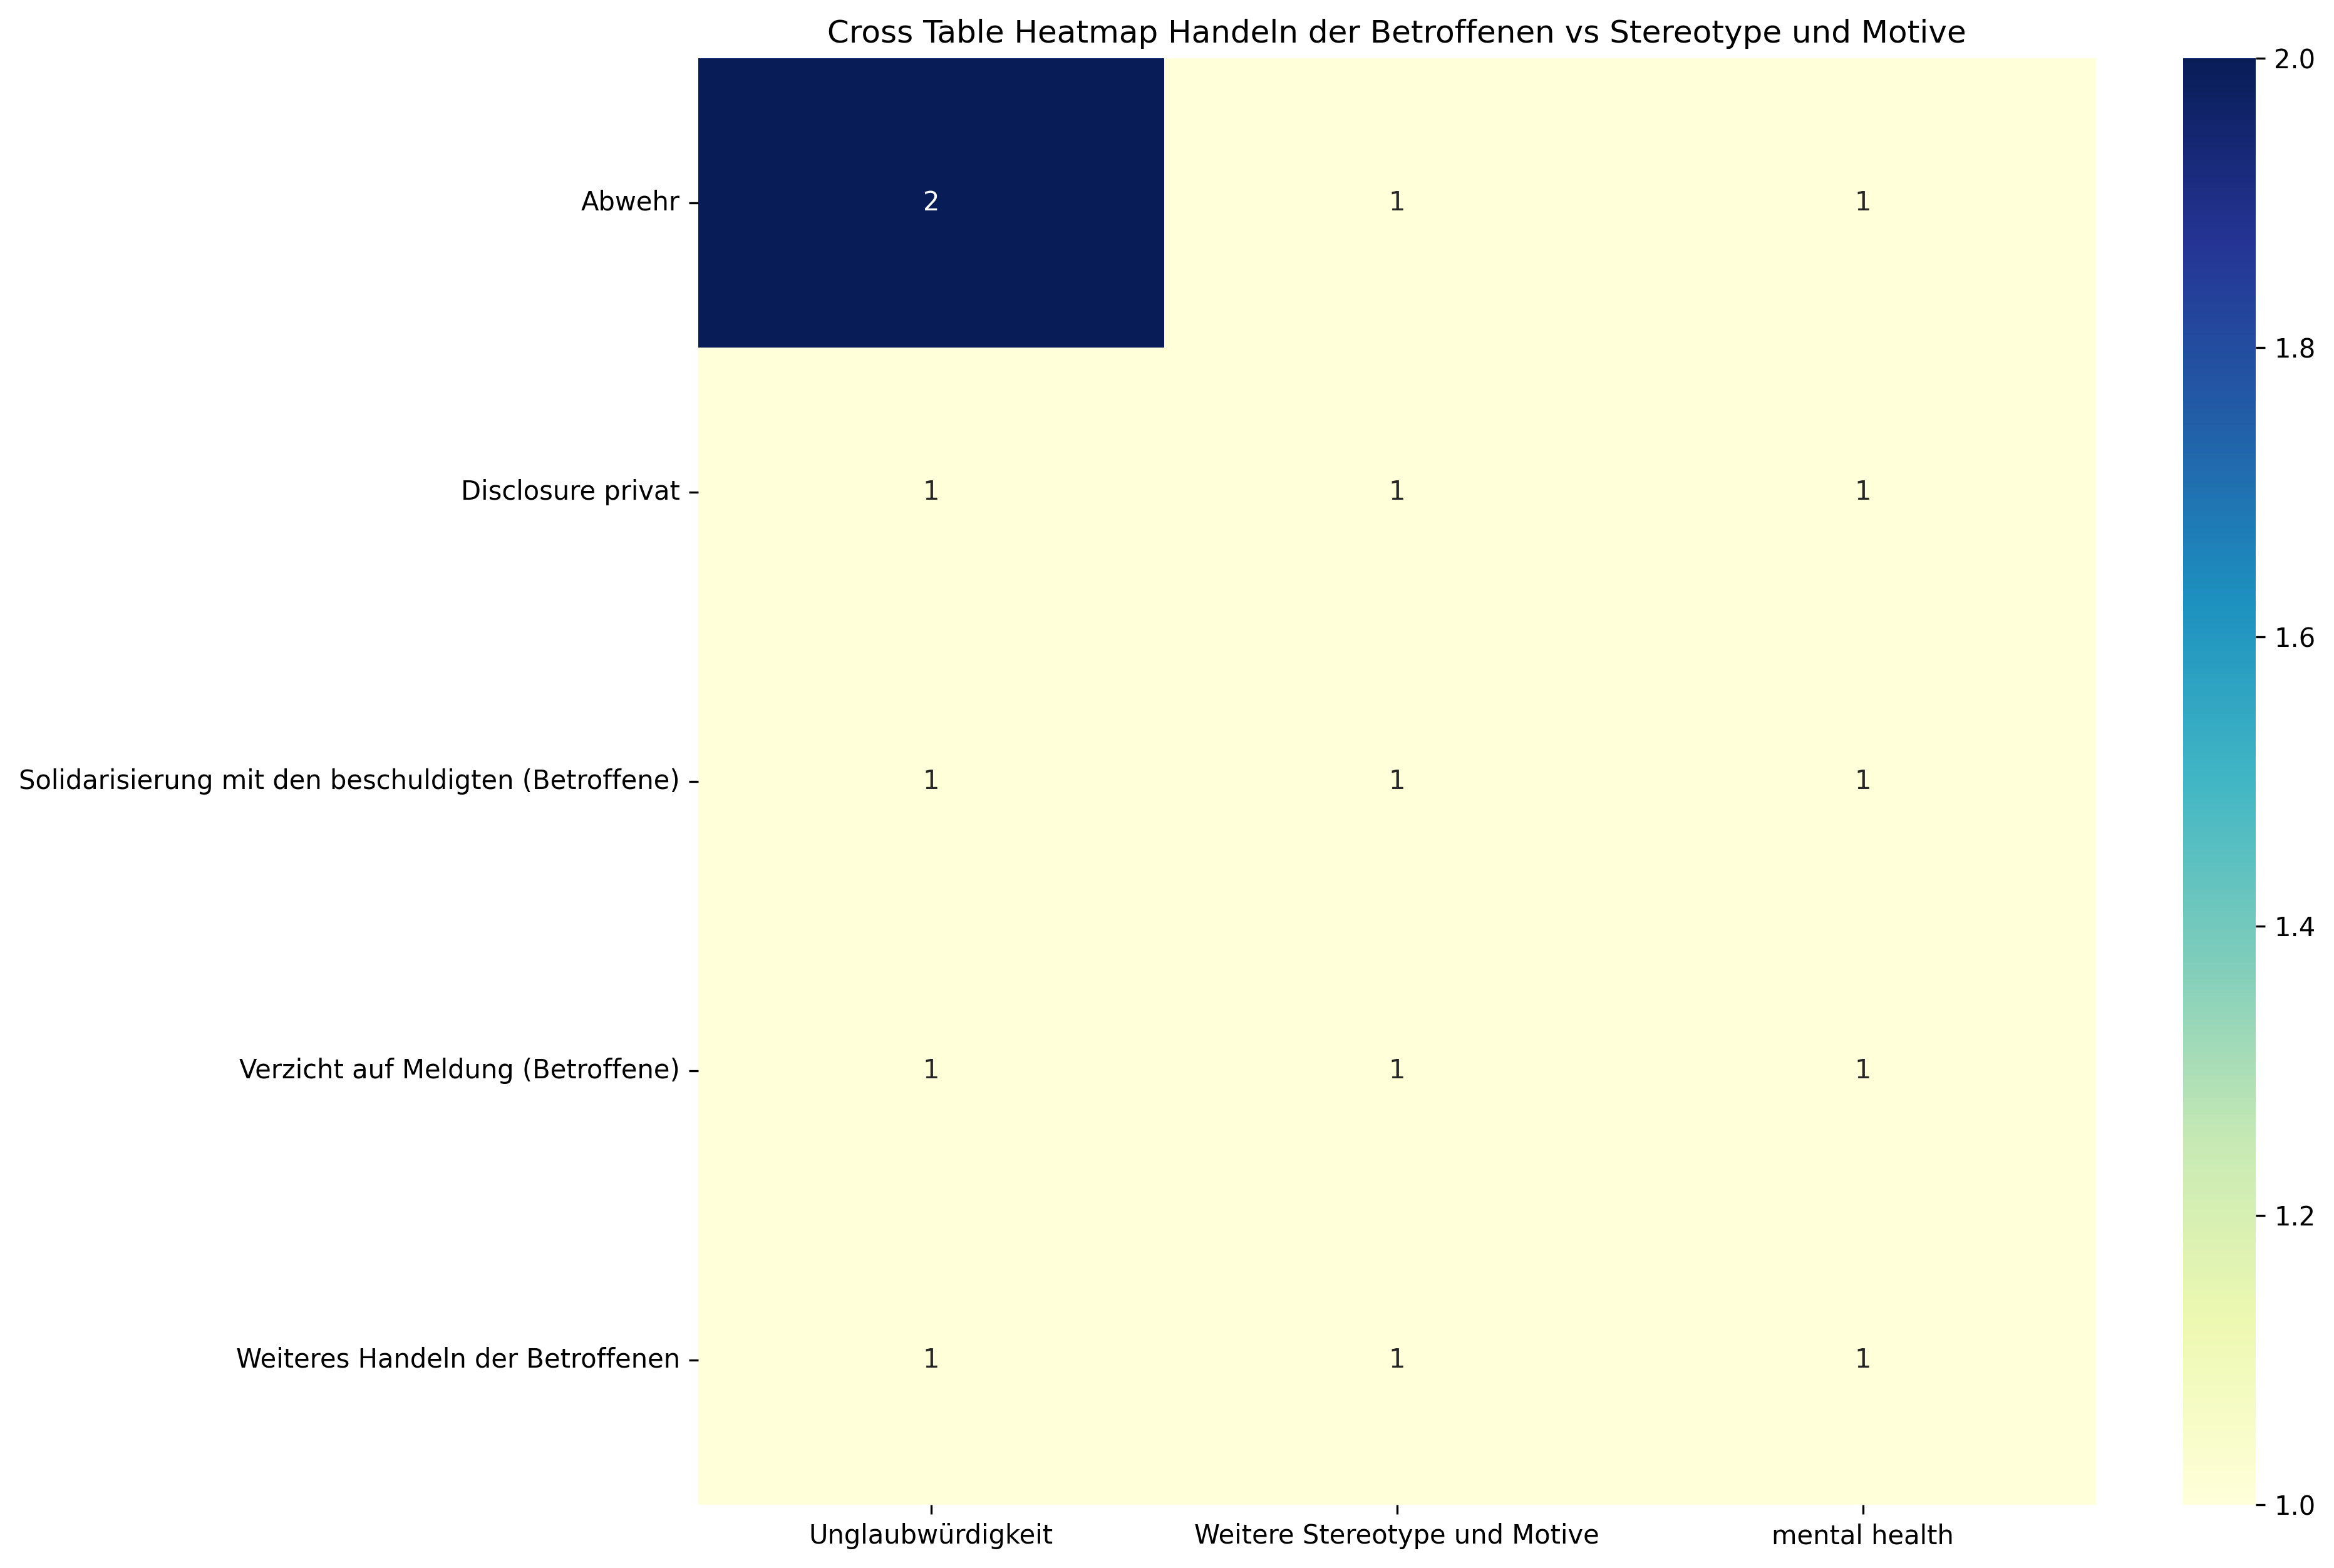 Cross Table Heatmap Handeln der Betroffenen vs Stereotype und Motive
Abwehr 2 1 1
Disclosure privat 1 1 1
Solidarisierung mit den beschuldigten (Betroffene) 1 1 1
Verzicht auf Meldung (Betroffene) 1 1 1
Weiteres Handeln der Betroffenen 1 1 1
Unglaubwürdigkeit Weitere Stereotype und Motive mental health
2.0
1.8
1.6
1.4
1.2
1.0